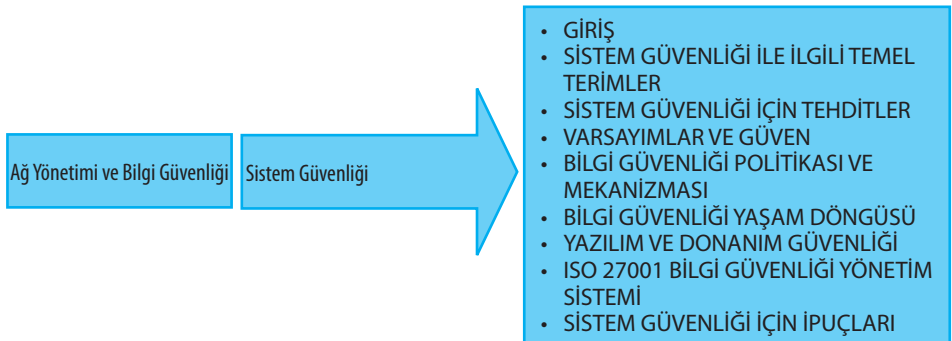 Ağ Yönetimi ve Bilgi Güvenliği
Sistem Güvenliği
• GİRİŞ
• SİSTEM GÜVENLİĞİ İLE İLGİLİ TEMEL
TERİMLER
• SİSTEM GÜVENLİĞİ İÇİN TEHDİTLER
• VARSAYIMLAR VE GÜVEN
• BİLGİ GÜVENLİĞİ POLİTİKASI VE
MEKANİZMASI
• BİLGİ GÜVENLİĞİ YAŞAM DÖNGÜSÜ
• YAZILIM VE DONANIM GÜVENLİĞİ
• ISO 27001 BİLGİ GÜVENLİĞİ YÖNETİM
SİSTEMİ
• SİSTEM GÜVENLİĞİ İÇİN İPUÇLARI